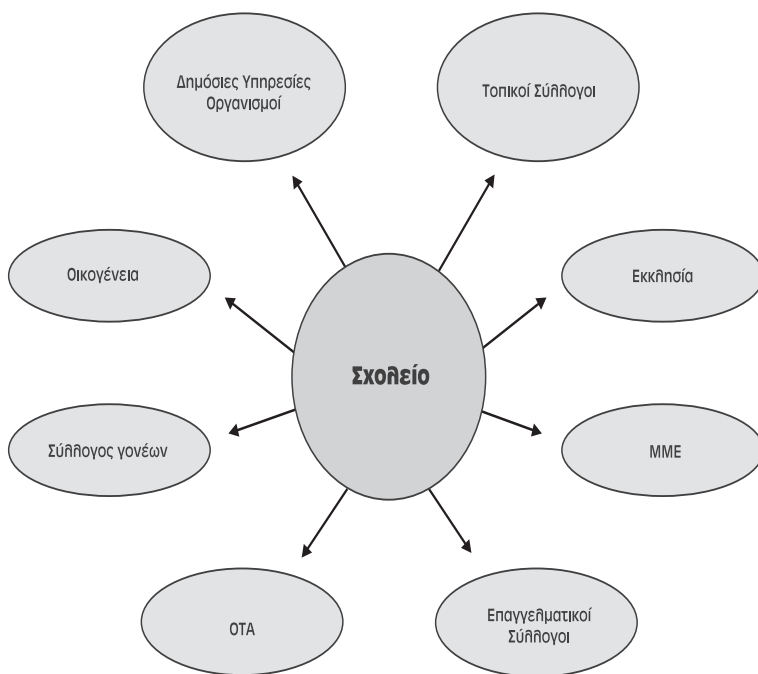 Δημόσιες Υπηρεσίες
Οργανισμοί
Τοπικοί Σύλλογοι
Οικογένεια
Εκκλησία
Σχολείο
Σύλλογος γονέων
ΜΜΕ
ΟΤΑ
Επαγγελματικοί
Σύλλογοι